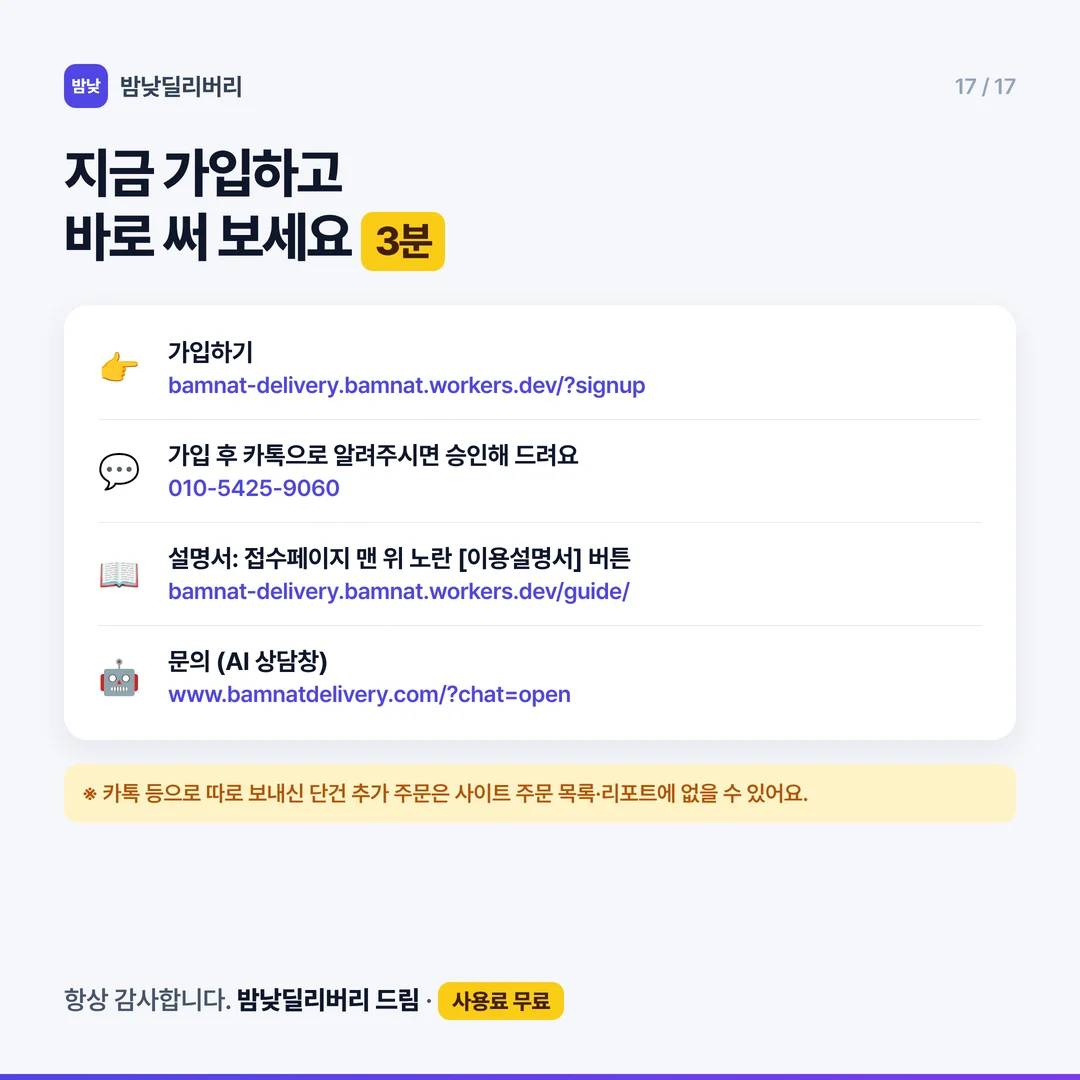 밤낮 밤낮딜리버리
17 / 17
지금 가입하고
바로 써 보세요 3분
가입하기
bamnat-delivery.bamnat.workers.dev/?signup
가입 후 카톡으로 알려주시면 승인해 드려요
010-5425-9060
설명서: 접수페이지 맨 위 노란 [이용설명서] 버튼
bamnat-delivery.bamnat.workers.dev/guide/
문의 (AI 상담창)
www.bamnatdelivery.com/?chat=open
※ 카톡 등으로 따로 보내신 단건 추가 주문은 사이트 주문 목록·리포트에 없을 수 있어요.
항상 감사합니다. 밤낮딜리버리 드림 · 사용료 무료